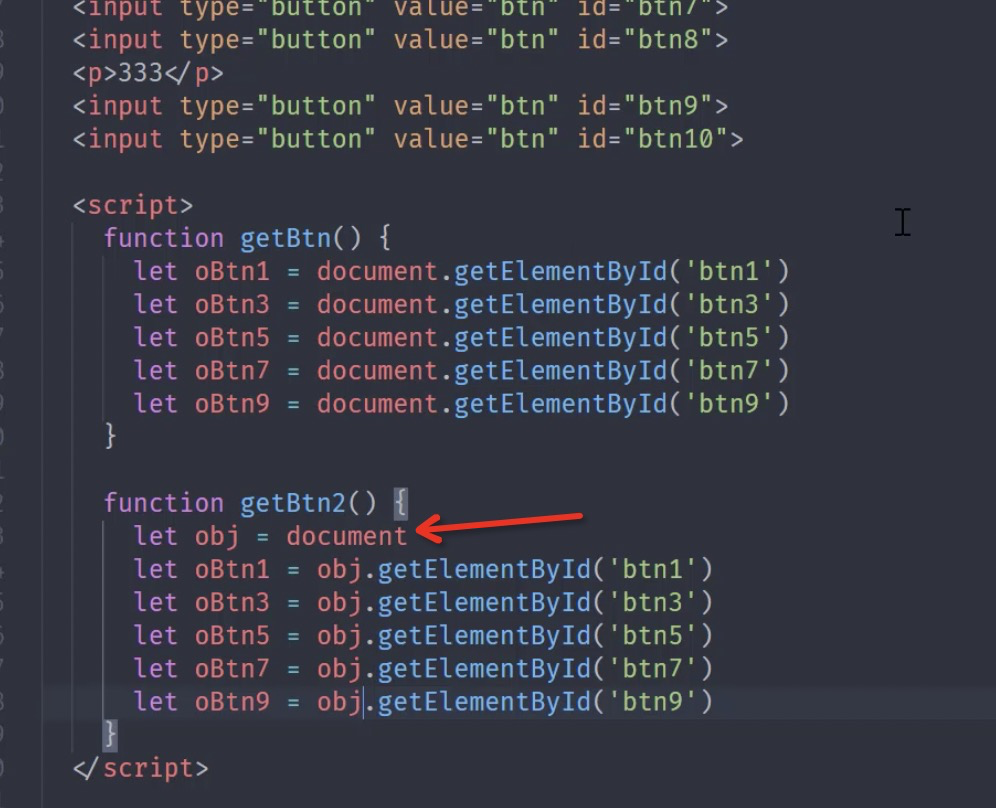 <input type="button" value="btn" id="btn7">
<input type="button" value="btn" id="btn8">
<p>333</p>
<input type="button" value="btn" id="btn9">
<input type="button" value="btn" id="btn10">
<script>
function getBtn() {
let oBtn1 = document.getElementById('btn1')
let oBtn3 = document.getElementById('btn3')
let oBtn5 = document.getElementById('btn5')
let oBtn7 = document.getElementById('btn7')
let oBtn9 = document.getElementById('btn9')
}
function getBtn2() {
let obj = document
let oBtn1 = obj.getElementById('btn1')
let oBtn3 = obj.getElementById('btn3')
let oBtn5 = obj.getElementById('btn5')
let oBtn7 = obj.getElementById('btn7')
let oBtn9 = obj.getElementById('btn9')
}
</script>